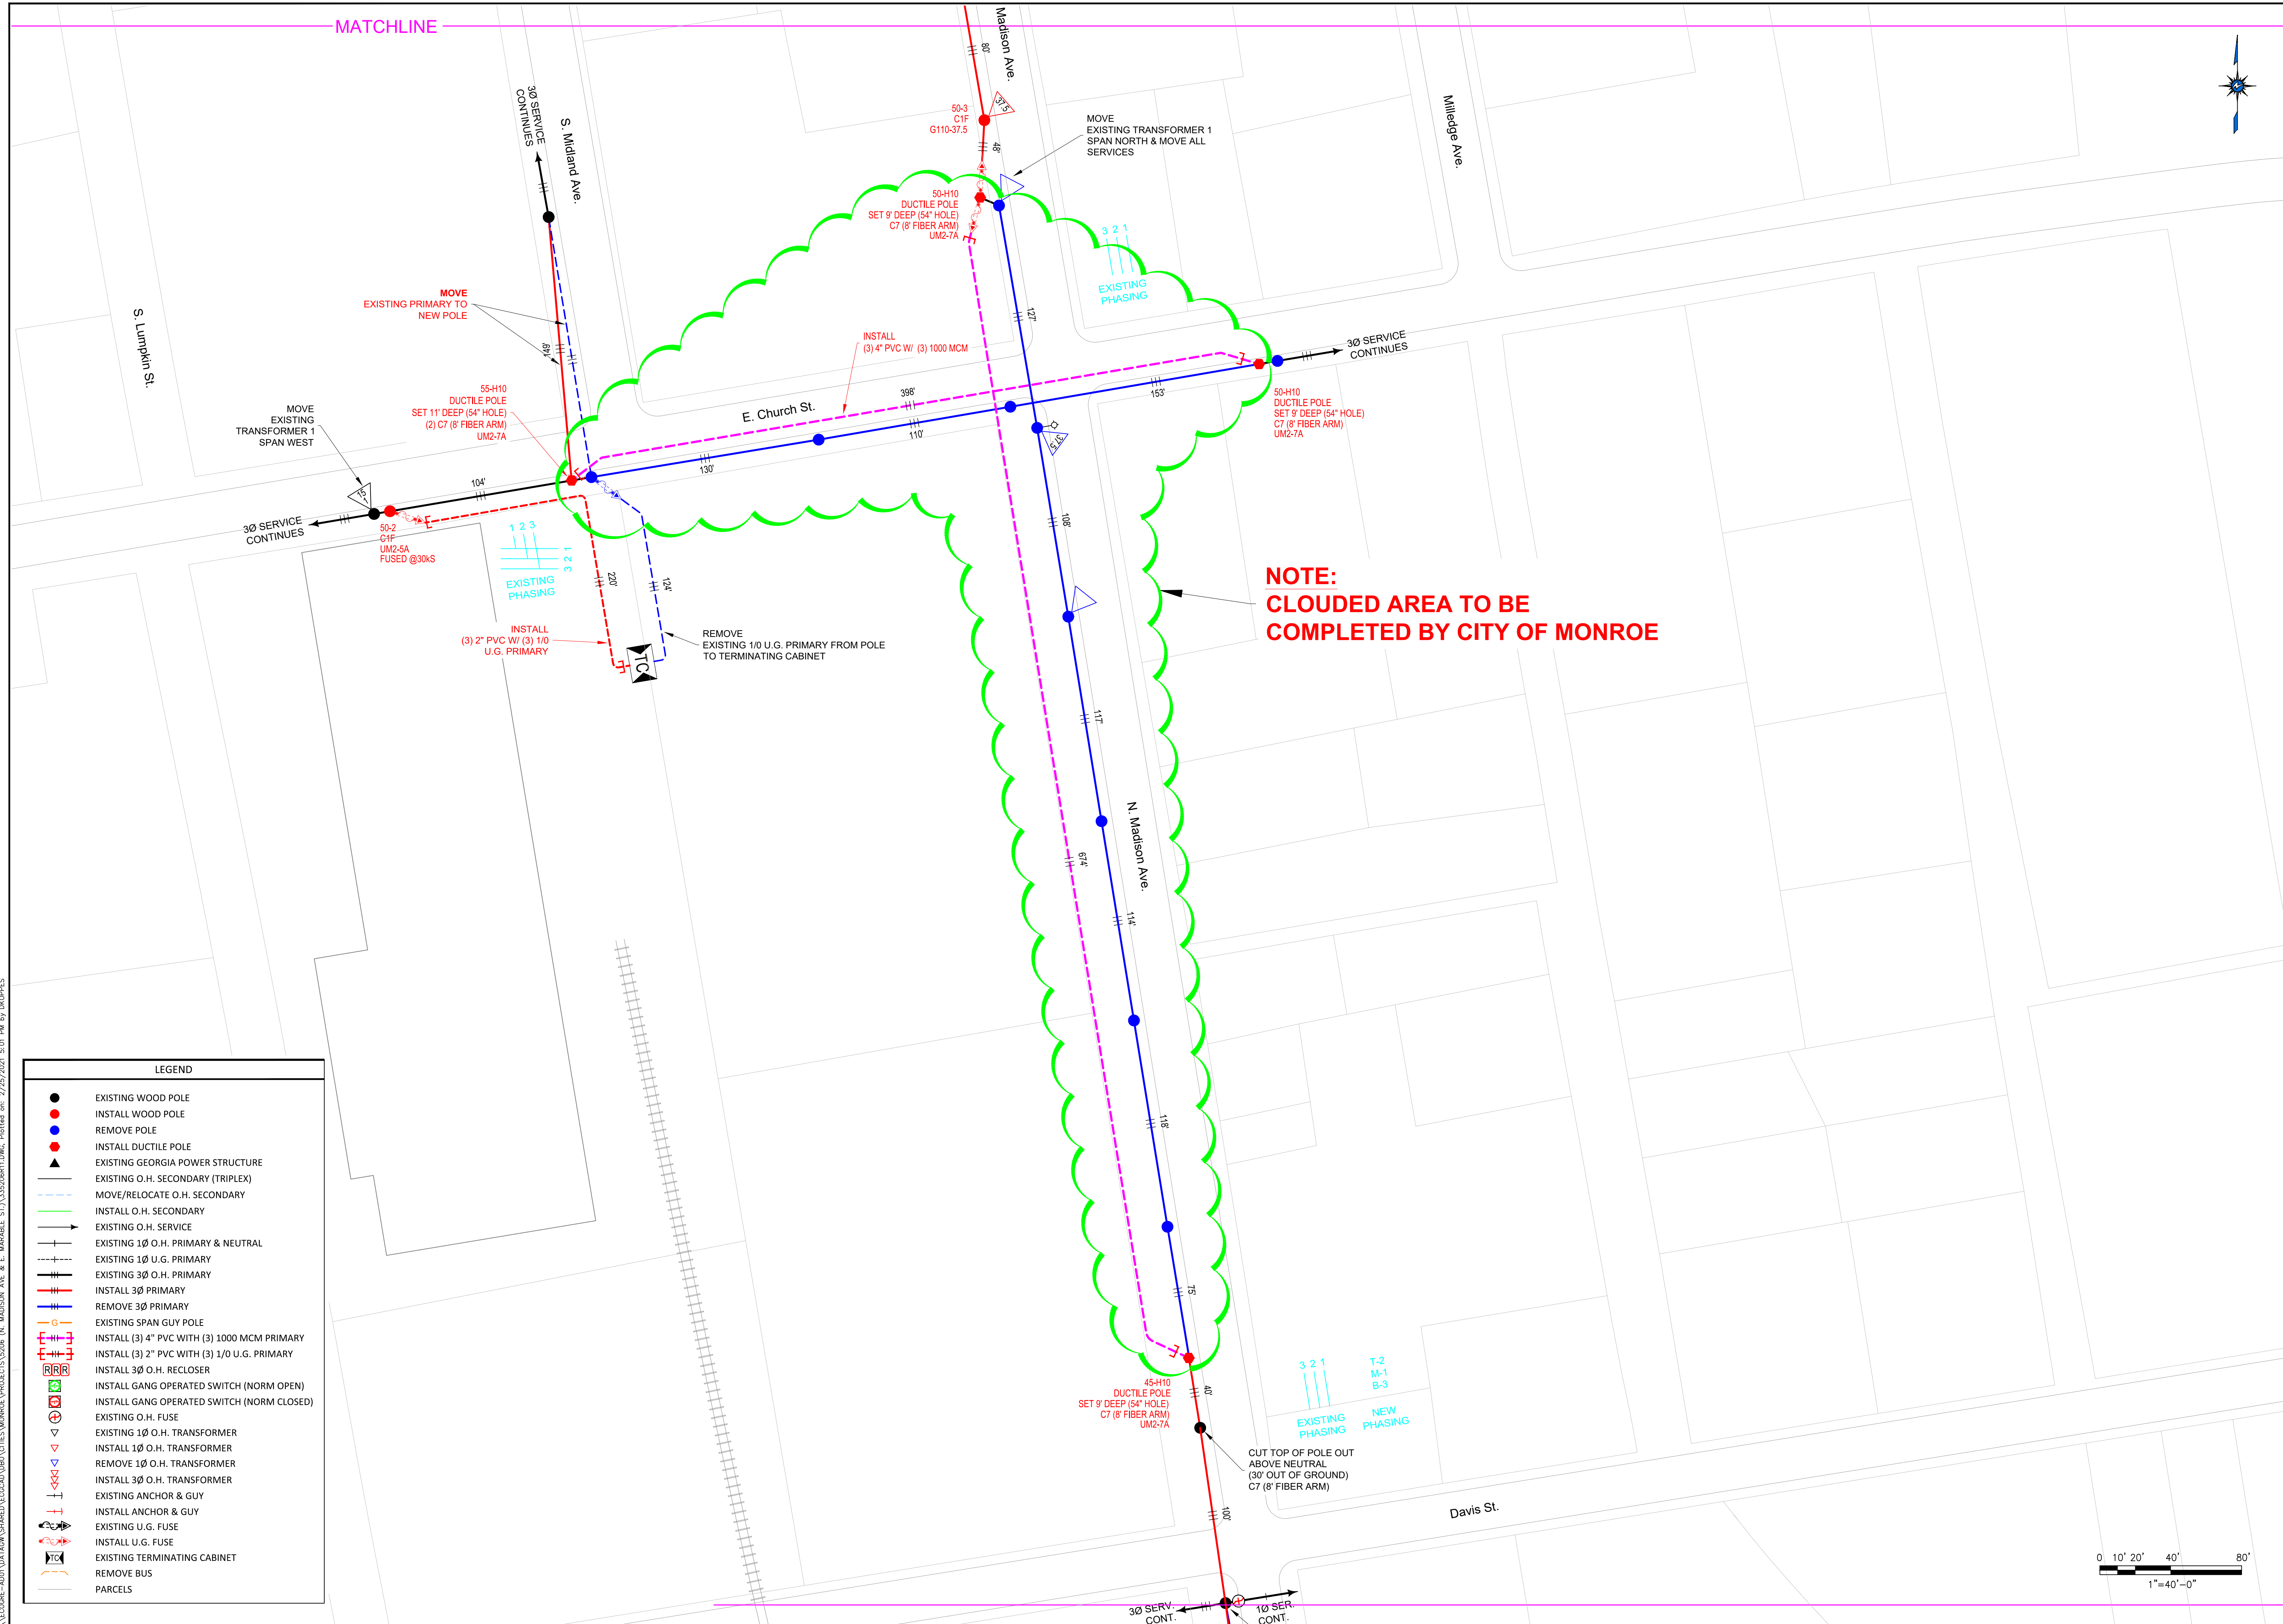 MATCHLINE
Madison Ave.
80'
37.5
50-3
C1F
G110-37.5
48'
MOVE
EXISTING TRANSFORMER 1
SPAN NORTH & MOVE ALL
SERVICES
Milledge Ave.
3Ø SERVICE
CONTINUES
S. Midland Ave.
50-H10
DUCTILE POLE
SET 9' DEEP (54" HOLE)
C7 (8' FIBER ARM)
UM2-7A
3 2 1
EXISTING
PHASING
127'
S. Lumpkin St.
MOVE
EXISTING PRIMARY TO
NEW POLE
149'
INSTALL
(3) 4" PVC W/ (3) 1000 MCM
3Ø SERVICE
CONTINUES
55-H10
DUCTILE POLE
SET 11' DEEP (54" HOLE)
(2) C7 (8' FIBER ARM)
UM2-7A
398'
153'
E. Church St.
110'
130'
50-H10
DUCTILE POLE
SET 9' DEEP (54" HOLE)
C7 (8' FIBER ARM)
UM2-7A
MOVE
EXISTING
TRANSFORMER 1
SPAN WEST
37.5
15
104'
3Ø SERVICE
CONTINUES
50-2
C1F
UM2-5A
FUSED @30kS
1 2 3
3 2 1
EXISTING
PHASING
108'
220'
124'
NOTE:
CLOUDED AREA TO BE
COMPLETED BY CITY OF MONROE
INSTALL
(3) 2" PVC W/ (3) 1/0
U.G. PRIMARY
TC
REMOVE
EXISTING 1/0 U.G. PRIMARY FROM POLE
TO TERMINATING CABINET
117'
N. Madison Ave.
674'
114'
118'
75'
45-H10
DUCTILE POLE
SET 9' DEEP (54" HOLE)
C7 (8' FIBER ARM)
UM2-7A
40'
3 2 1
EXISTING
PHASING
T-2
M-1
B-3
NEW
PHASING
CUT TOP OF POLE OUT
ABOVE NEUTRAL
(30' OUT OF GROUND)
C7 (8' FIBER ARM)
100'
Davis St.
3Ø SERV.
CONT.
1Ø SER.
CONT.
0 10' 20' 40' 80'
1"=40'-0"
LEGEND
EXISTING WOOD POLE
INSTALL WOOD POLE
REMOVE POLE
INSTALL DUCTILE POLE
EXISTING GEORGIA POWER STRUCTURE
EXISTING O.H. SECONDARY (TRIPLEX)
MOVE/RELOCATE O.H. SECONDARY
INSTALL O.H. SECONDARY
EXISTING O.H. SERVICE
EXISTING 1Ø O.H. PRIMARY & NEUTRAL
EXISTING 1Ø U.G. PRIMARY
EXISTING 3Ø O.H. PRIMARY
INSTALL 3Ø PRIMARY
REMOVE 3Ø PRIMARY
G EXISTING SPAN GUY POLE
INSTALL (3) 4" PVC WITH (3) 1000 MCM PRIMARY
INSTALL (3) 2" PVC WITH (3) 1/0 U.G. PRIMARY
R R R INSTALL 3Ø O.H. RECLOSER
INSTALL GANG OPERATED SWITCH (NORM OPEN)
INSTALL GANG OPERATED SWITCH (NORM CLOSED)
EXISTING O.H. FUSE
EXISTING 1Ø O.H. TRANSFORMER
INSTALL 1Ø O.H. TRANSFORMER
REMOVE 1Ø O.H. TRANSFORMER
INSTALL 3Ø O.H. TRANSFORMER
EXISTING ANCHOR & GUY
INSTALL ANCHOR & GUY
EXISTING U.G. FUSE
INSTALL U.G. FUSE
TC EXISTING TERMINATING CABINET
REMOVE BUS
PARCELS